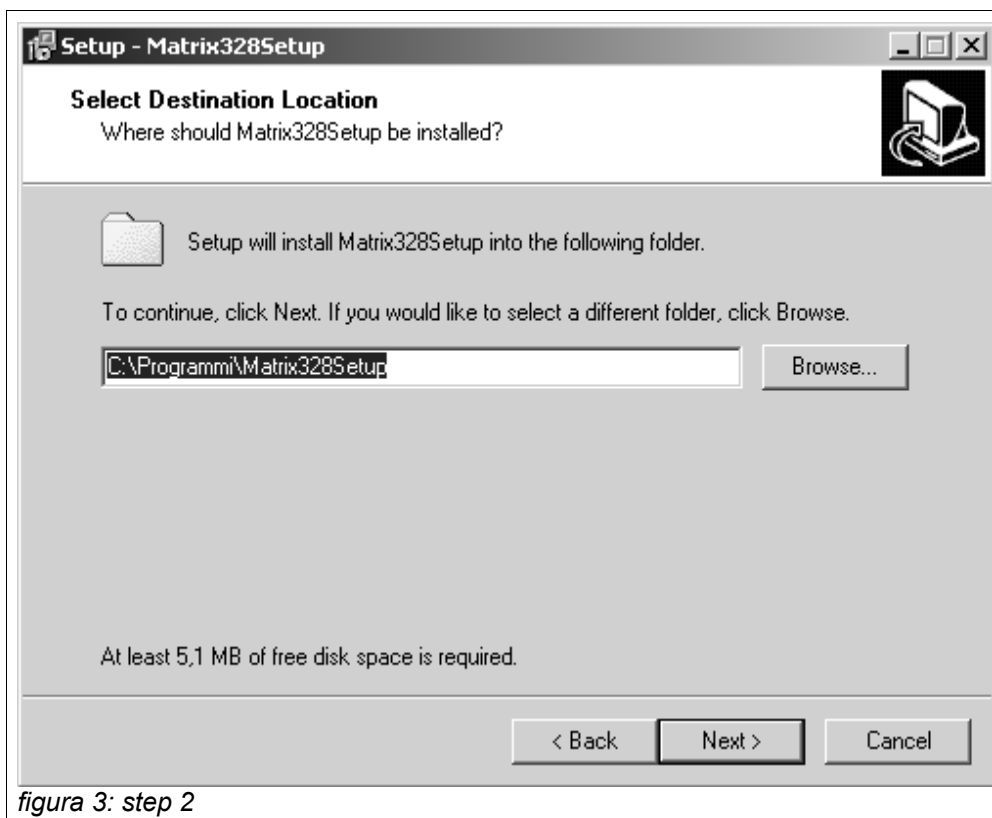 Setup - Matrix328Setup
Select Destination Location
Where should Matrix328Setup be installed?
Setup will install Matrix328Setup into the following folder.
To continue, click Next. If you would like to select a different folder, click Browse.
C:\Programmi\Matrix328Setup
Browse...
At least 5,1 MB of free disk space is required.
< Back
Next >
Cancel
figura 3: step 2